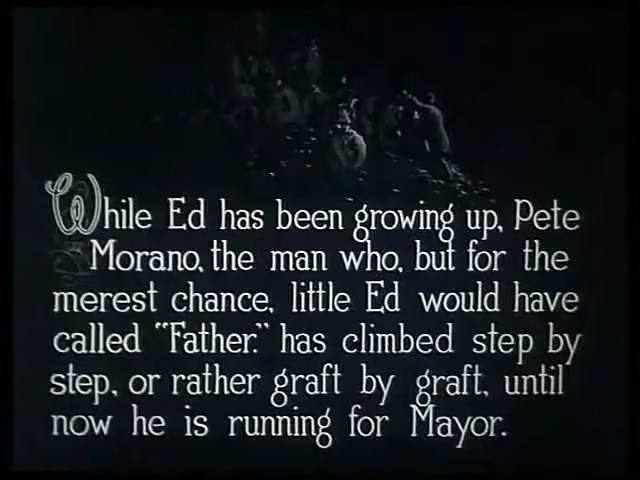 While Ed has been growing up, Pete
Morano, the man who, but for the
merest chance, little Ed would have
called "Father," has climbed step by
step, or rather graft by graft, until
now he is running for Mayor.